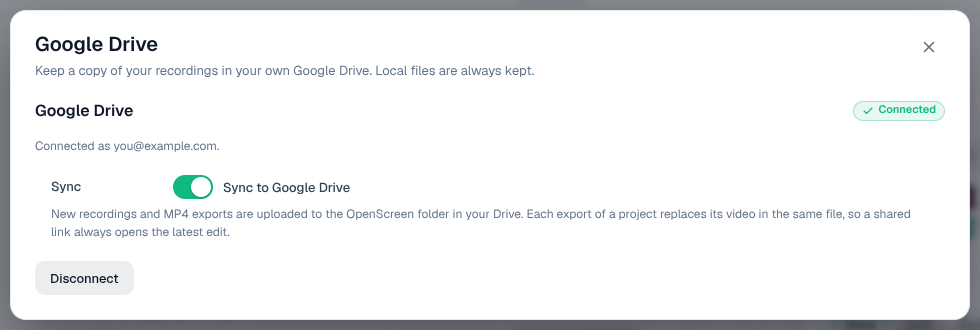 Google Drive
Keep a copy of your recordings in your own Google Drive. Local files are always kept.
Google Drive
Connected
Connected as you@example.com.
Sync
Sync to Google Drive
New recordings and MP4 exports are uploaded to the OpenScreen folder in your Drive. Each export of a project replaces its video in the same file, so a shared
link always opens the latest edit.
Disconnect